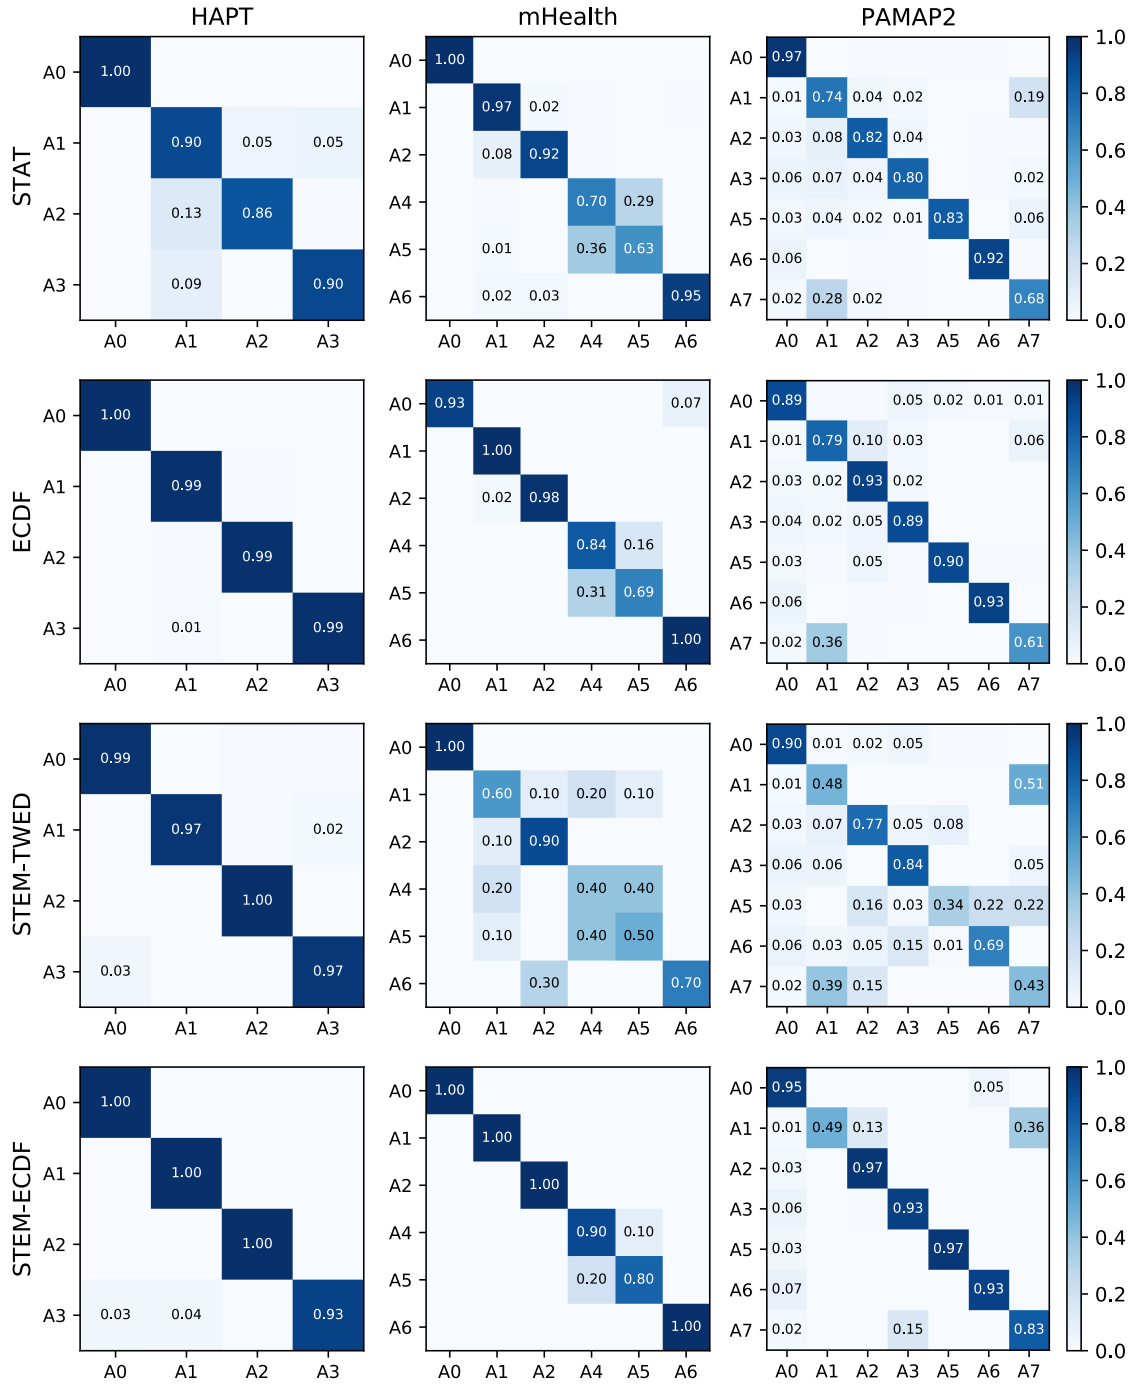 HAPT mHealth PAMAP2
STAT
A0 1.00
A1 0.90 0.05 0.05
A2 0.13 0.86
A3 0.09 0.90
A0 A1 A2 A3
A0 1.00
A1 0.97 0.02
A2 0.08 0.92
A4 0.70 0.29
A5 0.01 0.36 0.63
A6 0.02 0.03 0.95
A0 A1 A2 A4 A5 A6
A0 0.97
A1 0.01 0.74 0.04 0.02 0.19
A2 0.03 0.08 0.82 0.04
A3 0.06 0.07 0.04 0.80 0.02
A5 0.03 0.04 0.02 0.01 0.83 0.06
A6 0.06 0.92
A7 0.02 0.28 0.02 0.68
A0 A1 A2 A3 A5 A6 A7
1.0
0.8
0.6
0.4
0.2
0.0
ECDF
A0 1.00
A1 0.99
A2 0.99
A3 0.01 0.99
A0 A1 A2 A3
A0 0.93 0.07
A1 1.00
A2 0.02 0.98
A4 0.84 0.16
A5 0.31 0.69
A6 1.00
A0 A1 A2 A4 A5 A6
A0 0.89 0.05 0.02 0.01 0.01
A1 0.01 0.79 0.10 0.03 0.06
A2 0.03 0.02 0.93 0.02
A3 0.04 0.02 0.05 0.89
A5 0.03 0.05 0.90
A6 0.06 0.93
A7 0.02 0.36 0.61
A0 A1 A2 A3 A5 A6 A7
1.0
0.8
0.6
0.4
0.2
0.0
STEM-TWED
A0 0.99
A1 0.97 0.02
A2 1.00
A3 0.03 0.97
A0 A1 A2 A3
A0 1.00
A1 0.60 0.10 0.20 0.10
A2 0.10 0.90
A4 0.20 0.40 0.40
A5 0.10 0.40 0.50
A6 0.30 0.70
A0 A1 A2 A4 A5 A6
A0 0.90 0.01 0.02 0.05
A1 0.01 0.48 0.51
A2 0.03 0.07 0.77 0.05 0.08
A3 0.06 0.06 0.84 0.05
A5 0.03 0.16 0.03 0.34 0.22 0.22
A6 0.06 0.03 0.05 0.15 0.01 0.69
A7 0.02 0.39 0.15 0.43
A0 A1 A2 A3 A5 A6 A7
1.0
0.8
0.6
0.4
0.2
0.0
STEM-ECDF
A0 1.00
A1 1.00
A2 1.00
A3 0.03 0.04 0.93
A0 A1 A2 A3
A0 1.00
A1 1.00
A2 1.00
A4 0.90 0.10
A5 0.20 0.80
A6 1.00
A0 A1 A2 A4 A5 A6
A0 0.95 0.05
A1 0.01 0.49 0.13 0.36
A2 0.03 0.97
A3 0.06 0.93
A5 0.03 0.97
A6 0.07 0.93
A7 0.02 0.15 0.83
A0 A1 A2 A3 A5 A6 A7
1.0
0.8
0.6
0.4
0.2
0.0